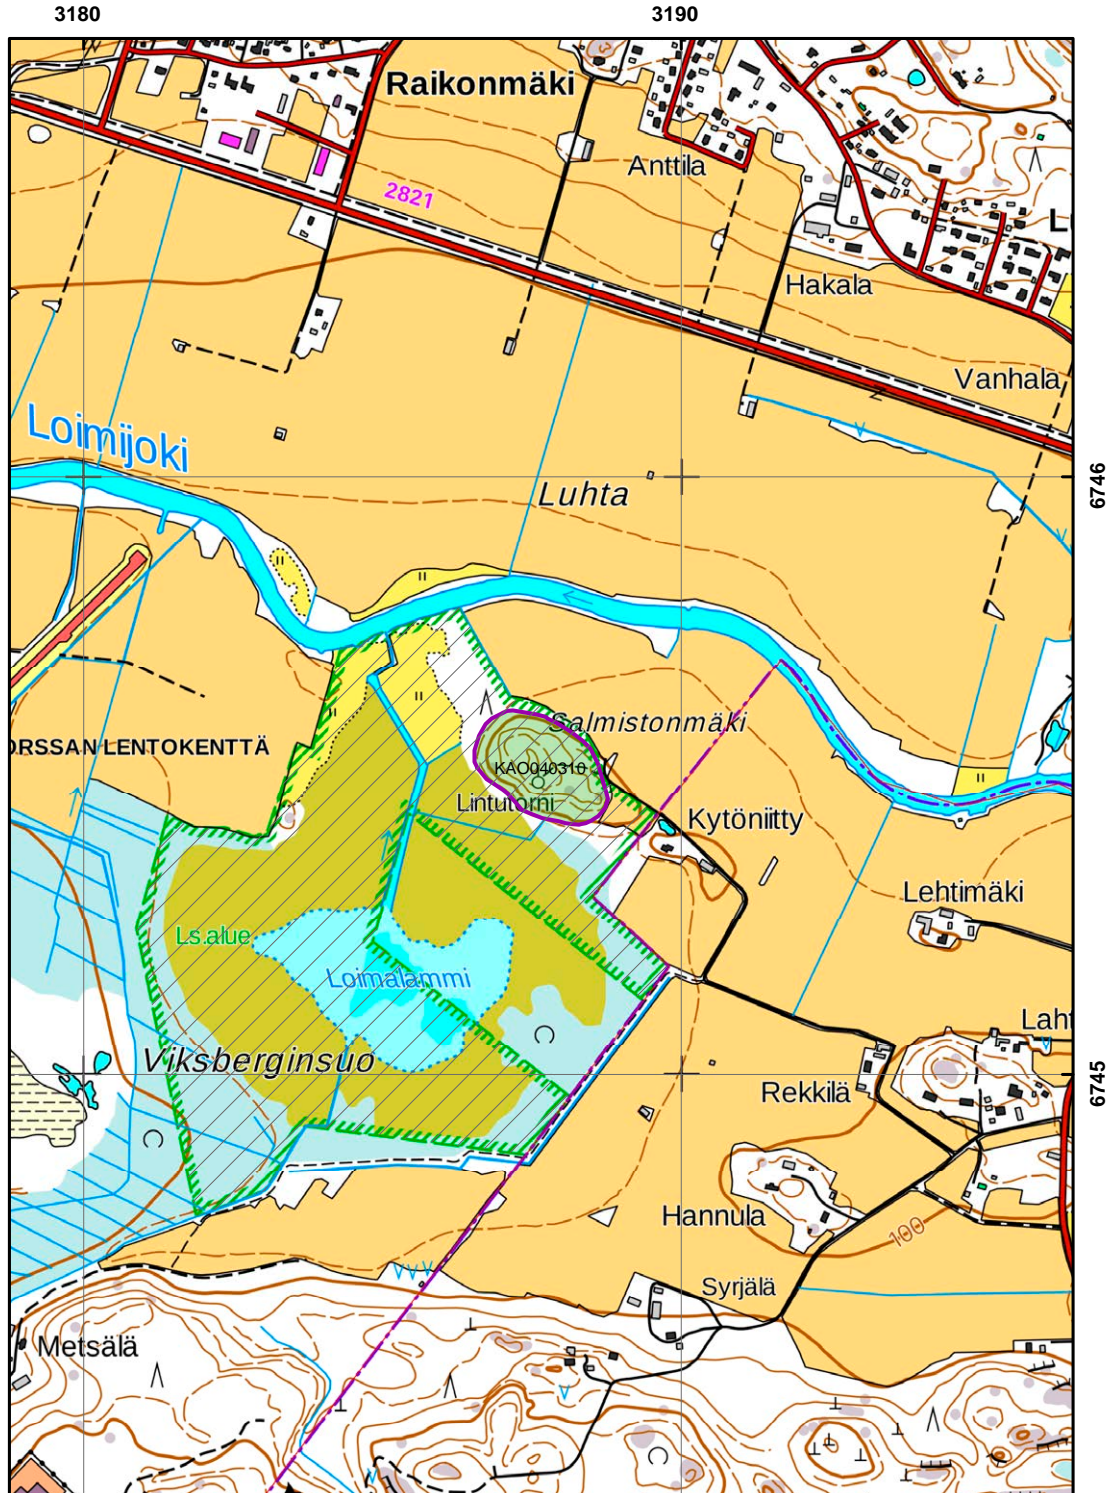 3180 3190
Raikonmäki
Anttila
2821
Hakala
Vanhala
Loimijoki
Luhta
6746
Salmistonmäki
ORSSAN LENTOKENTTÄ
KAO040310
Lintutorni
Kytöniitty
Lehtimäki
Ls.alue
Loimalammi
Laht
Viksberginsuo
Rekkilä
6745
Hannula
100
Syrjälä
Metsälä